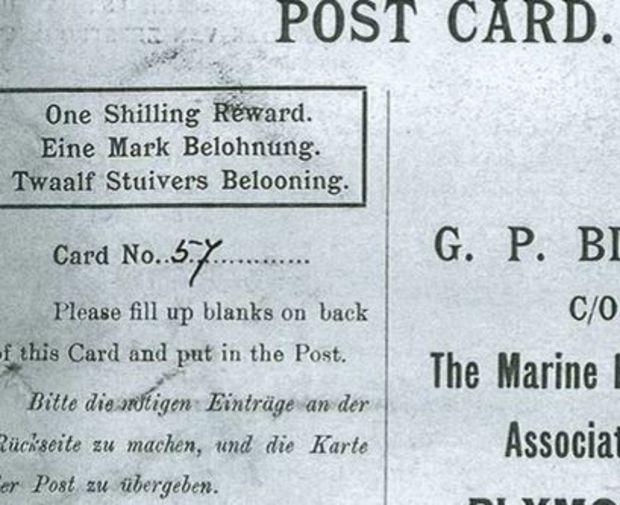 POST CARD.
One Shilling Reward.
Eine Mark Belohnung.
Twaalf Stuivers Belooning.
Card No. 57
Please fill up blanks on back
of this Card and put in the Post.
Bitte die nötigen Einträge an der
Rückseite zu machen, und die Karte
der Post zu übergeben.
G. P. BI
C/O
The Marine
Associat
PLYMO